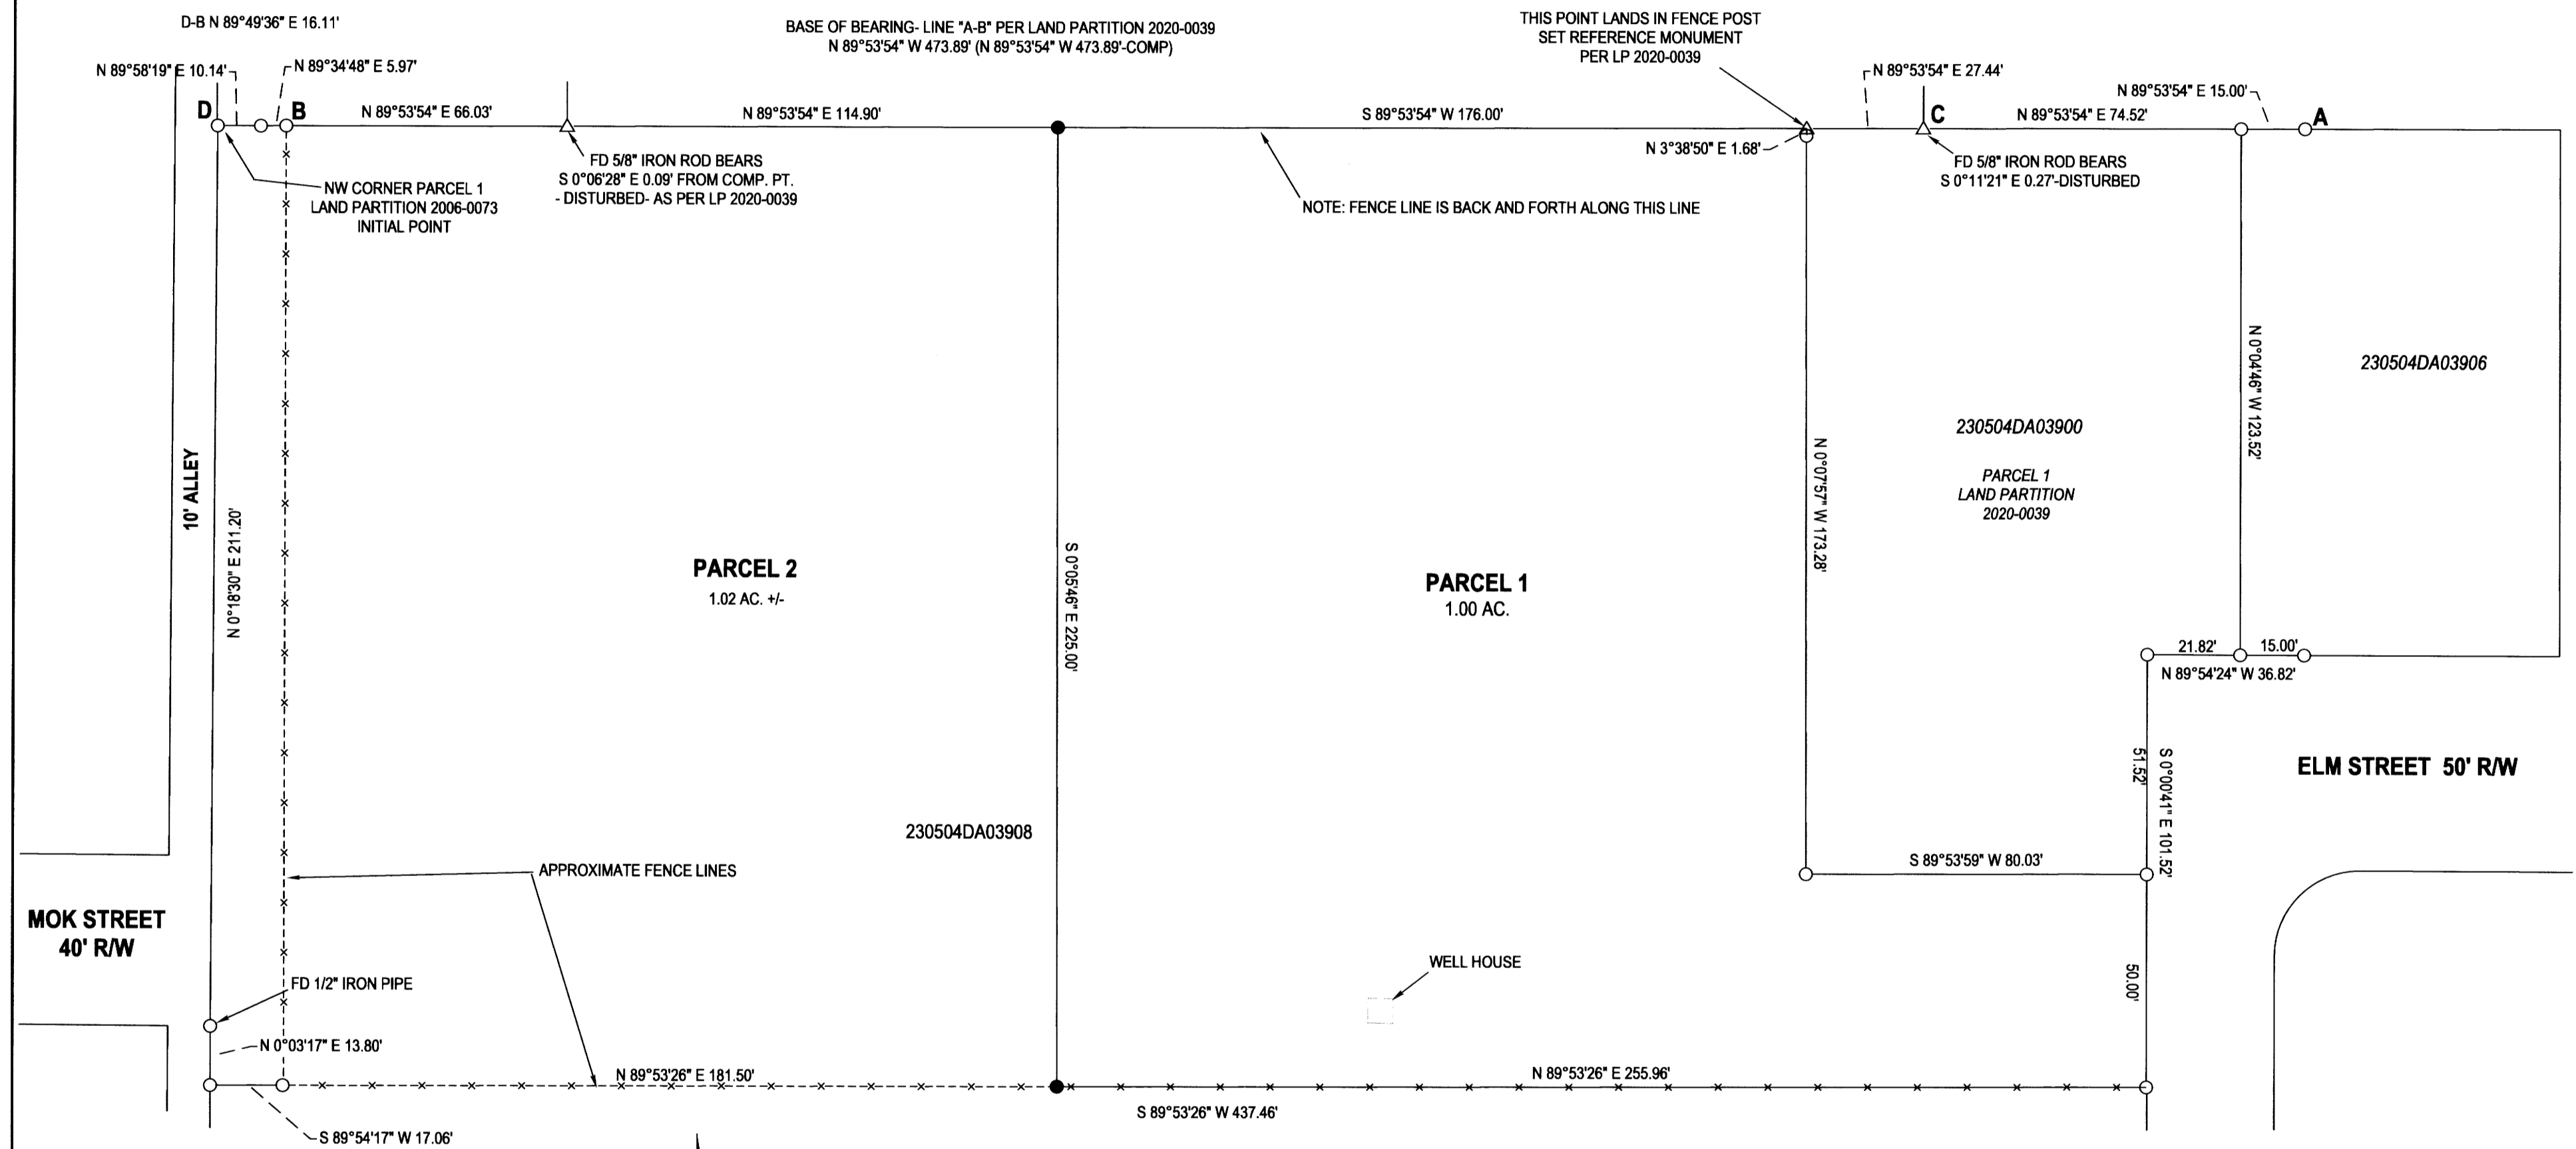 D-B N 89°49'36" E 16.11'
BASE OF BEARING- LINE "A-B" PER LAND PARTITION 2020-0039
N 89°53'54" W 473.89' (N 89°53'54" W 473.89'-COMP)
THIS POINT LANDS IN FENCE POST
SET REFERENCE MONUMENT
PER LP 2020-0039
N 89°58'19" E 10.14'
N 89°34'48" E 5.97'
N 89°53'54" E 27.44'
N 89°53'54" E 15.00'
D
B
N 89°53'54" E 66.03'
N 89°53'54" E 114.90'
S 89°53'54" W 176.00'
C
N 89°53'54" E 74.52'
A
N 3°38'50" E 1.68'
FD 5/8" IRON ROD BEARS
S 0°06'28" E 0.09' FROM COMP. PT.
- DISTURBED- AS PER LP 2020-0039
FD 5/8" IRON ROD BEARS
S 0°11'21" E 0.27'-DISTURBED
NW CORNER PARCEL 1
LAND PARTITION 2006-0073
INITIAL POINT
NOTE: FENCE LINE IS BACK AND FORTH ALONG THIS LINE
N 0°04'46" W 123.52'
230504DA03906
230504DA03900
PARCEL 1
LAND PARTITION
2020-0039
10' ALLEY
N 0°18'30" E 211.20'
N 0°07'57" W 173.28'
PARCEL 2
1.02 AC. +/-
S 0°05'46" E 225.00'
PARCEL 1
1.00 AC.
21.82'
15.00'
N 89°54'24" W 36.82'
51.52'
S 0°00'41" E 101.52'
ELM STREET 50' R/W
230504DA03908
APPROXIMATE FENCE LINES
S 89°53'59" W 80.03'
MOK STREET
40' R/W
WELL HOUSE
50.00'
FD 1/2" IRON PIPE
N 0°03'17" E 13.80'
N 89°53'26" E 181.50'
N 89°53'26" E 255.96'
S 89°53'26" W 437.46'
S 89°54'17" W 17.06'